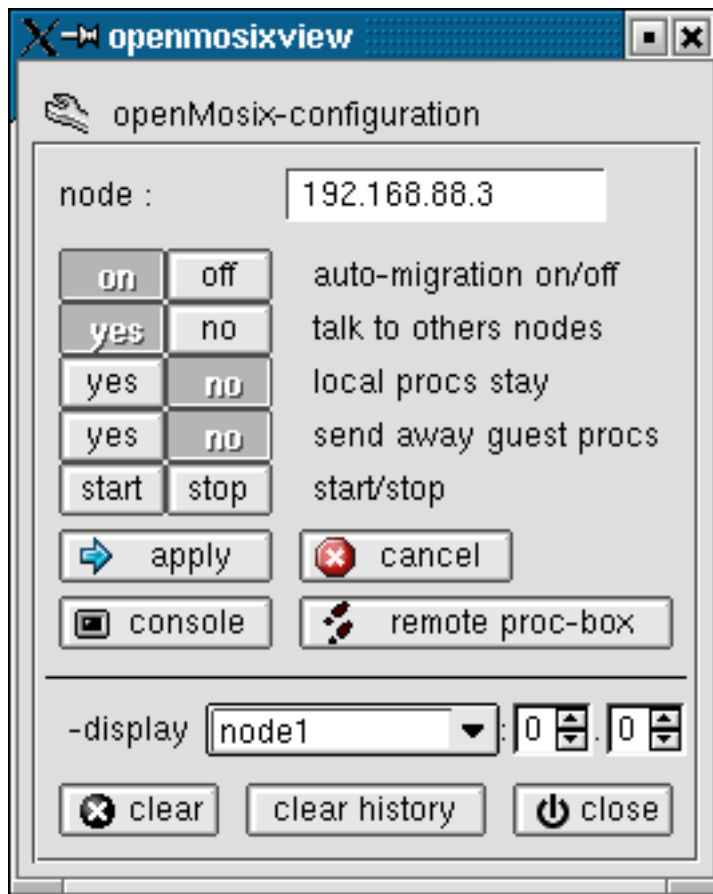 openmosixview
openMosix-configuration
node : 192.168.88.3
on off auto-migration on/off
yes no talk to others nodes
yes no local procs stay
yes no send away guest procs
start stop start/stop
apply cancel
console remote proc-box
-display node1 : 0 . 0
clear clear history close